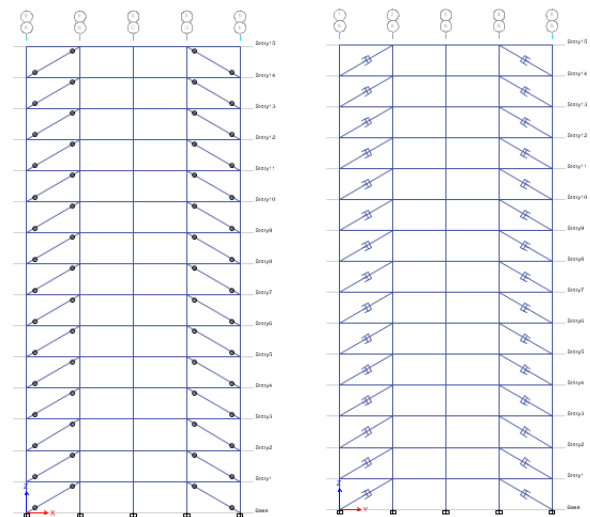 Story15
Story15
Story14
Story14
Story13
Story13
Story12
Story12
Story11
Story11
Story10
Story10
Story9
Story9
Story8
Story8
Story7
Story7
Story6
Story6
Story5
Story5
Story4
Story4
Story3
Story3
Story2
Story2
Story1
Story1
Z
Z
Base
Base
X
Y